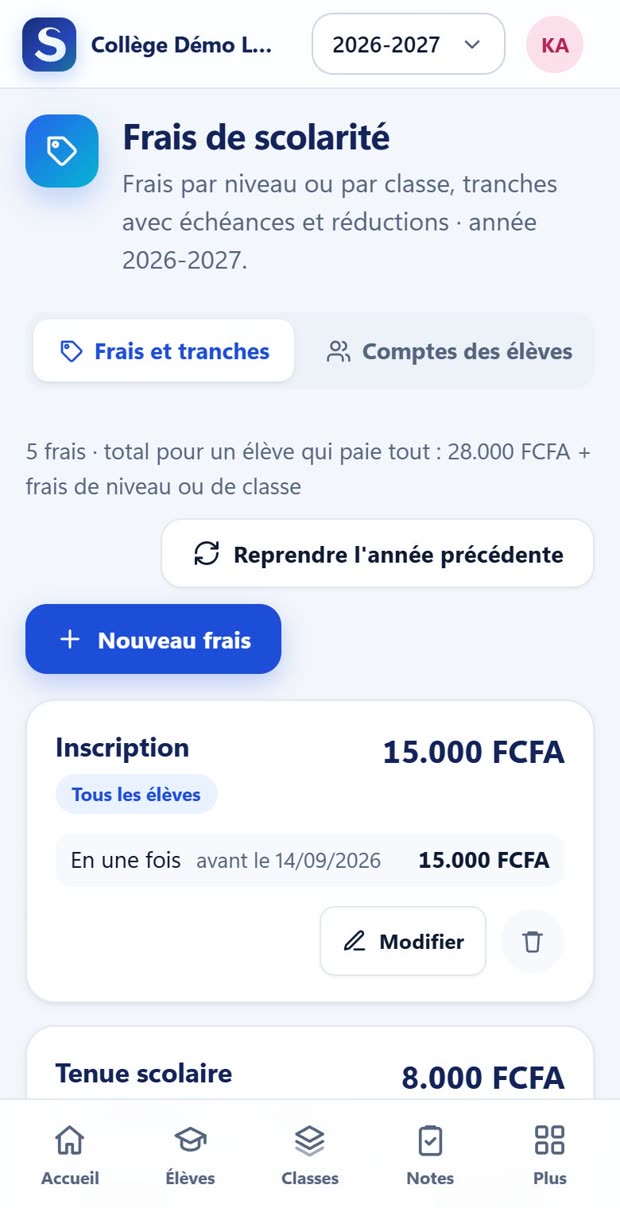 S
Collège Démo L...
2026-2027
KA
Frais de scolarité
Frais par niveau ou par classe, tranches
avec échéances et réductions · année
2026-2027.
Frais et tranches
Comptes des élèves
5 frais · total pour un élève qui paie tout : 28.000 FCFA +
frais de niveau ou de classe
Reprendre l'année précédente
Nouveau frais
Inscription
15.000 FCFA
Tous les élèves
En une fois avant le 14/09/2026 15.000 FCFA
Modifier
Tenue scolaire
8.000 FCFA
Accueil
Élèves
Classes
Notes
Plus